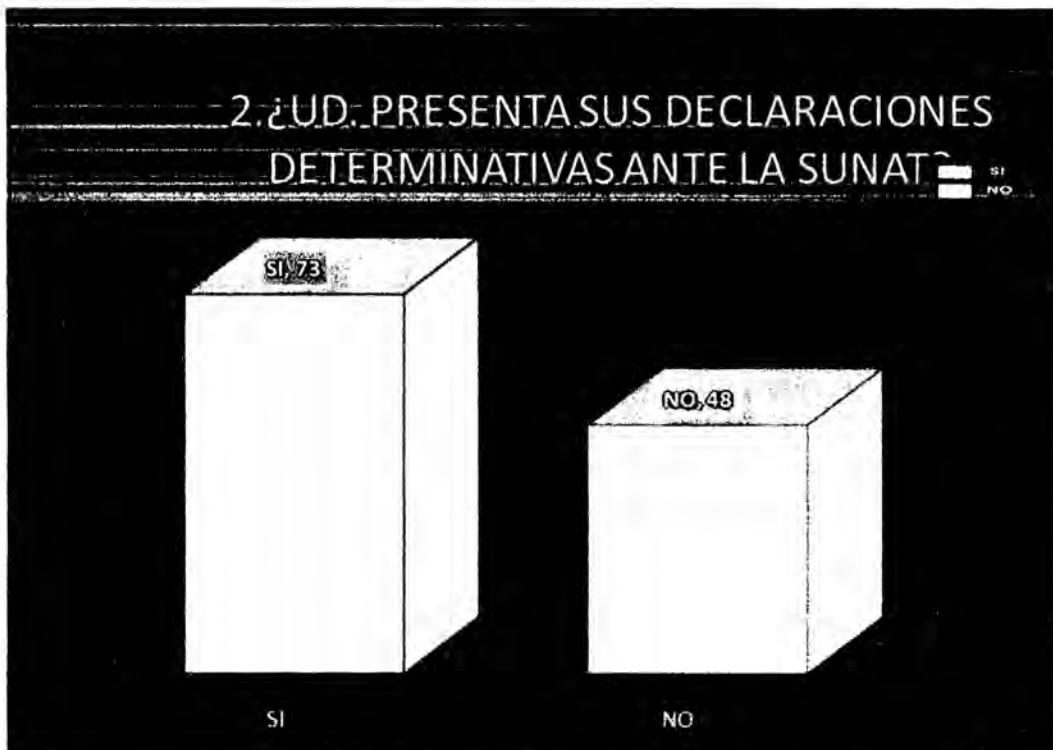 2.¿UD. PRESENTA SUS DECLARACIONES
DETERMINATIVAS ANTE LA SUNAT?
SI
NO
SI, 73
NO, 48
SI
NO